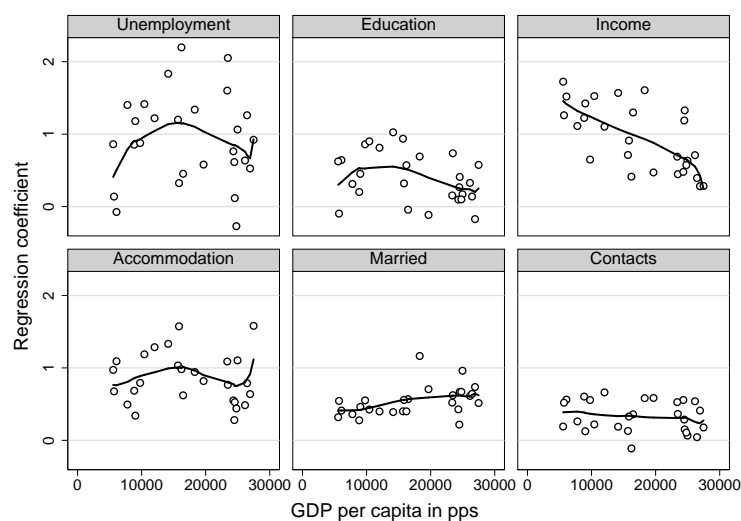 Unemployment Education Income
2
1
0
Regression coefficient
Accommodation Married Contacts
2
1
0
0 10000 20000 30000 0 10000 20000 30000 0 10000 20000 30000
GDP per capita in pps